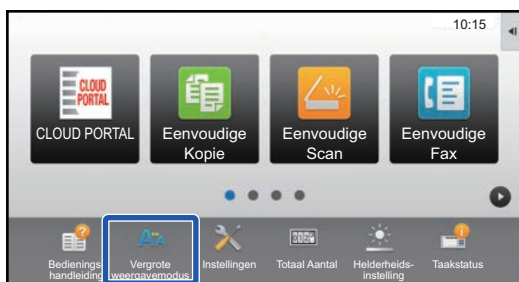 10:15
CLOUD
PORTAL
CLOUD PORTAL
Eenvoudige
Kopie
Eenvoudige
Scan
Eenvoudige
Fax
Bedienings-
handleiding
Vergrote
weergavemodus
Instellingen
Totaal Aantal
Helderheids-
instelling
Taakstatus